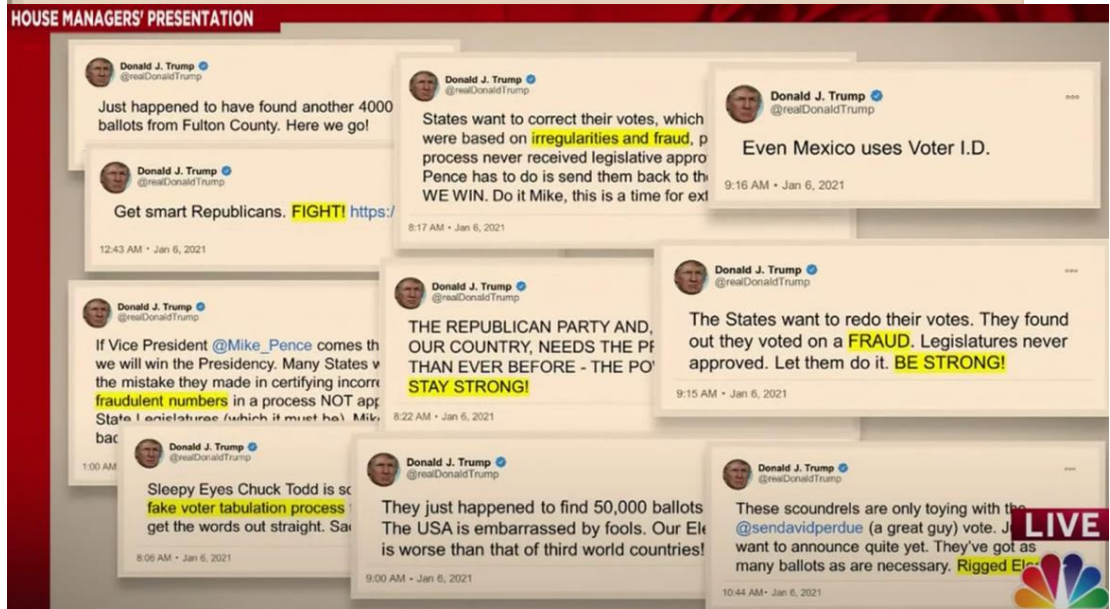 HOUSE MANAGERS' PRESENTATION
Donald J. Trump
@realDonaldTrump
Just happened to have found another 4000
ballots from Fulton County. Here we go!
Donald J. Trump
@realDonaldTrump
Get smart Republicans. FIGHT! https:/
12:43 AM • Jan 6, 2021
Donald J. Trump
@realDonaldTrump
If Vice President @Mike_Pence comes th
we will win the Presidency. Many States w
the mistake they made in certifying incorre
fraudulent numbers in a process NOT app
State Legislatures (which it must be). Mik
bac
1:00 AM
Donald J. Trump
@realDonaldTrump
Sleepy Eyes Chuck Todd is so
fake voter tabulation process
get the words out straight. Sa
8:06 AM • Jan 6, 2021
Donald J. Trump
@realDonaldTrump
States want to correct their votes, which
were based on irregularities and fraud, p
process never received legislative appro
Pence has to do is send them back to th
WE WIN. Do it Mike, this is a time for ext
8:17 AM • Jan 6, 2021
Donald J. Trump
@realDonaldTrump
THE REPUBLICAN PARTY AND,
OUR COUNTRY, NEEDS THE PR
THAN EVER BEFORE - THE PO
STAY STRONG!
8:22 AM • Jan 6, 2021
Donald J. Trump
@realDonaldTrump
They just happened to find 50,000 ballots
The USA is embarrassed by fools. Our Ele
is worse than that of third world countries!
9:00 AM • Jan 6, 2021
Donald J. Trump
@realDonaldTrump
Even Mexico uses Voter I.D.
9:16 AM • Jan 6, 2021
Donald J. Trump
@realDonaldTrump
The States want to redo their votes. They found
out they voted on a FRAUD. Legislatures never
approved. Let them do it. BE STRONG!
9:15 AM • Jan 6, 2021
Donald J. Trump
@realDonaldTrump
These scoundrels are only toying with the
@sendavidperdue (a great guy) vote. J
want to announce quite yet. They've got as
many ballots as are necessary. Rigged Ele
10:44 AM • Jan 6, 2021
LIVE